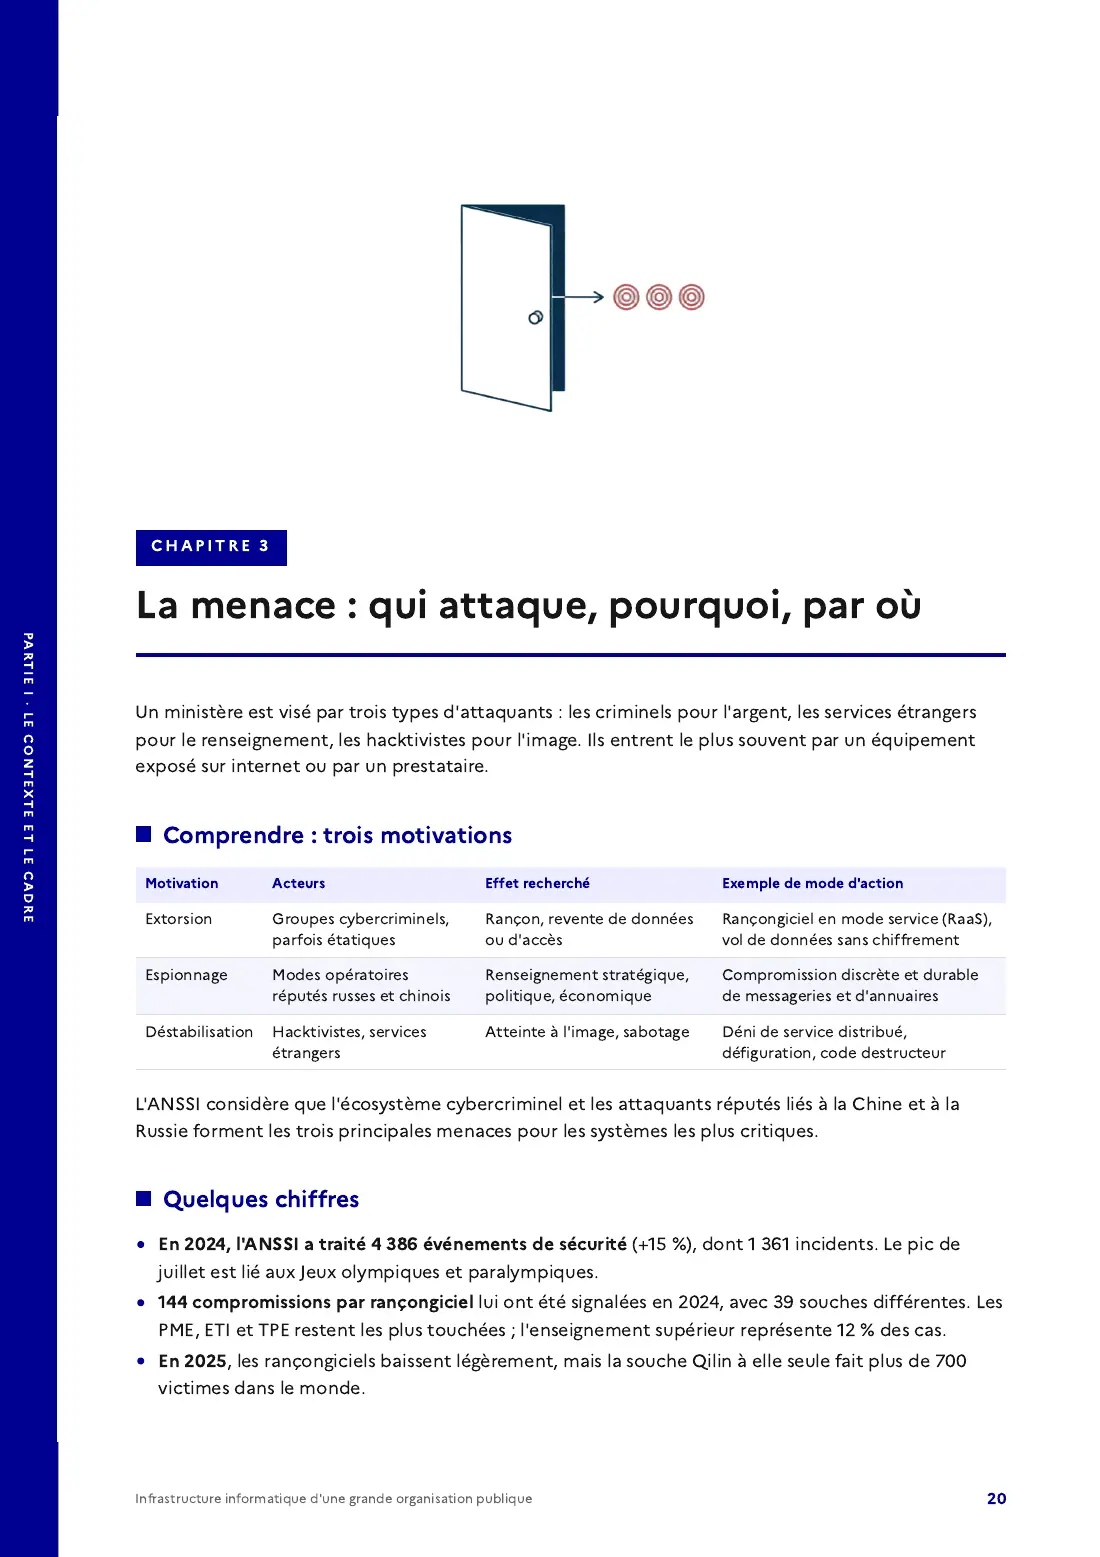 PARTIE I · LE CONTEXTE ET LE CADRE
CHAPITRE 3
La menace : qui attaque, pourquoi, par où
Un ministère est visé par trois types d'attaquants : les criminels pour l'argent, les services étrangers
pour le renseignement, les hacktivistes pour l'image. Ils entrent le plus souvent par un équipement
exposé sur internet ou par un prestataire.
Comprendre : trois motivations
Motivation Acteurs Effet recherché Exemple de mode d'action
Extorsion Groupes cybercriminels, Rançon, revente de données Rançongiciel en mode service (RaaS),
parfois étatiques ou d'accès vol de données sans chiffrement
Espionnage Modes opératoires Renseignement stratégique, Compromission discrète et durable
réputés russes et chinois politique, économique de messageries et d'annuaires
Déstabilisation Hacktivistes, services Atteinte à l'image, sabotage Déni de service distribué,
étrangers défiguration, code destructeur
L'ANSSI considère que l'écosystème cybercriminel et les attaquants réputés liés à la Chine et à la
Russie forment les trois principales menaces pour les systèmes les plus critiques.
Quelques chiffres
• En 2024, l'ANSSI a traité 4 386 événements de sécurité (+15 %), dont 1 361 incidents. Le pic de
juillet est lié aux Jeux olympiques et paralympiques.
• 144 compromissions par rançongiciel lui ont été signalées en 2024, avec 39 souches différentes. Les
PME, ETI et TPE restent les plus touchées ; l'enseignement supérieur représente 12 % des cas.
• En 2025, les rançongiciels baissent légèrement, mais la souche Qilin à elle seule fait plus de 700
victimes dans le monde.
Infrastructure informatique d'une grande organisation publique 20